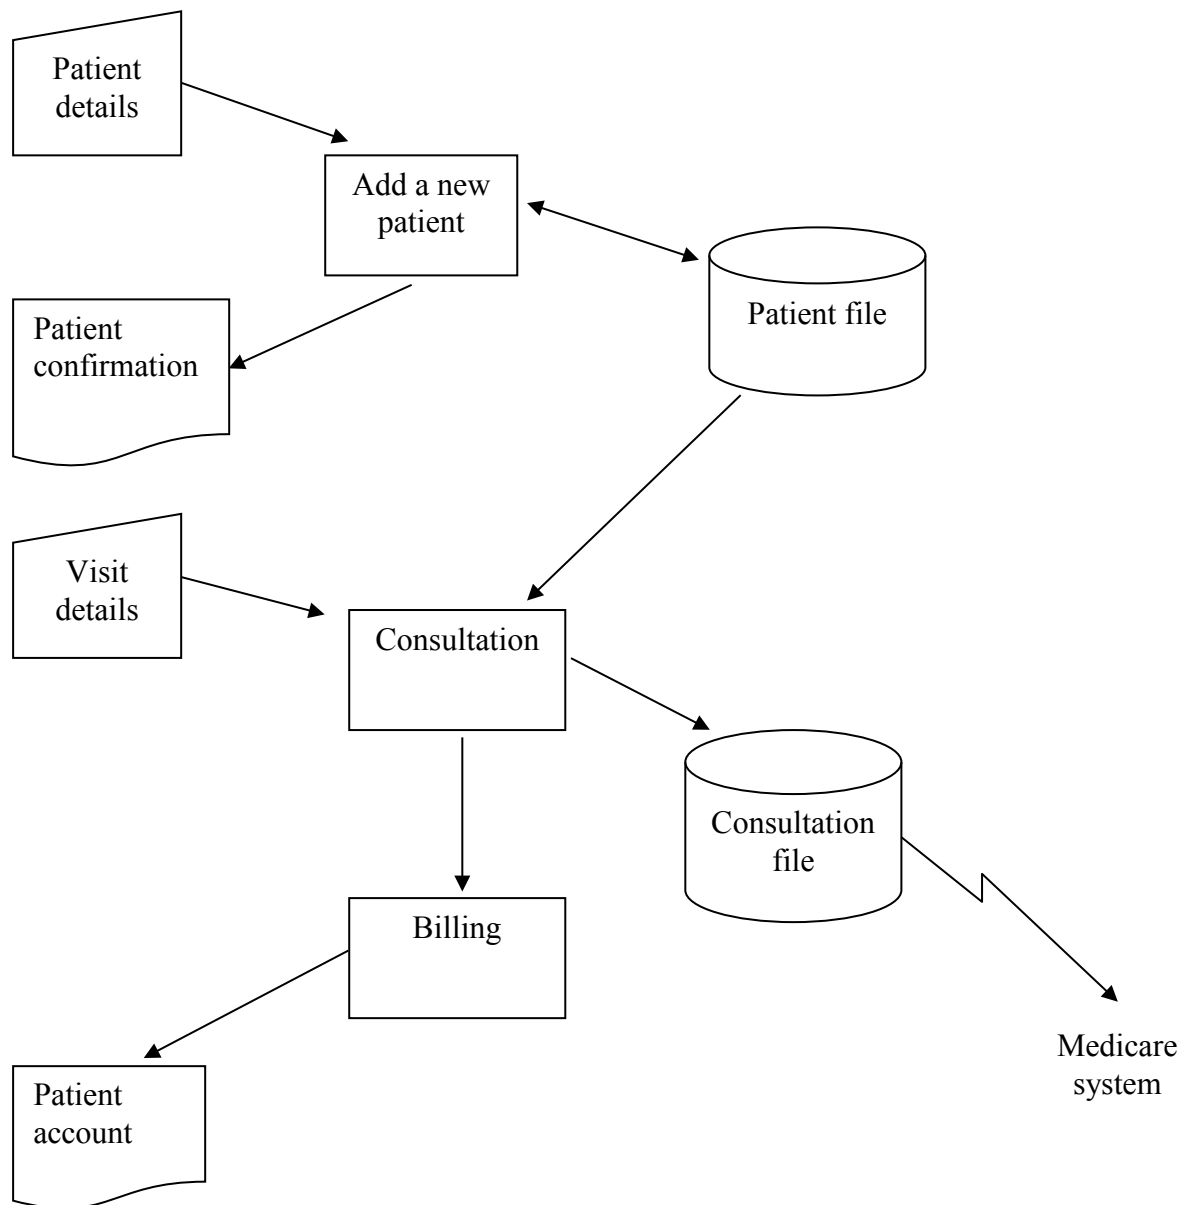 Patient
details
Add a new
patient
Patient file
Patient
confirmation
Visit
details
Consultation
Consultation
file
Billing
Medicare
system
Patient
account